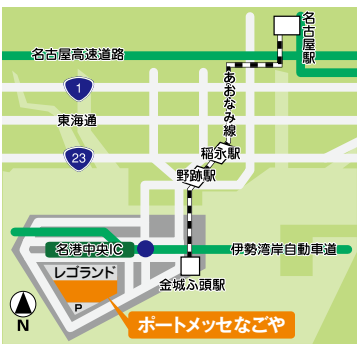 名古屋駅
名古屋高速道路
1
あおなみ線
東海通
稲永駅
23
野跡駅
名港中央IC
伊勢湾岸自動車道
レゴランド
金城ふ頭駅
P
ポートメッセなごや
N